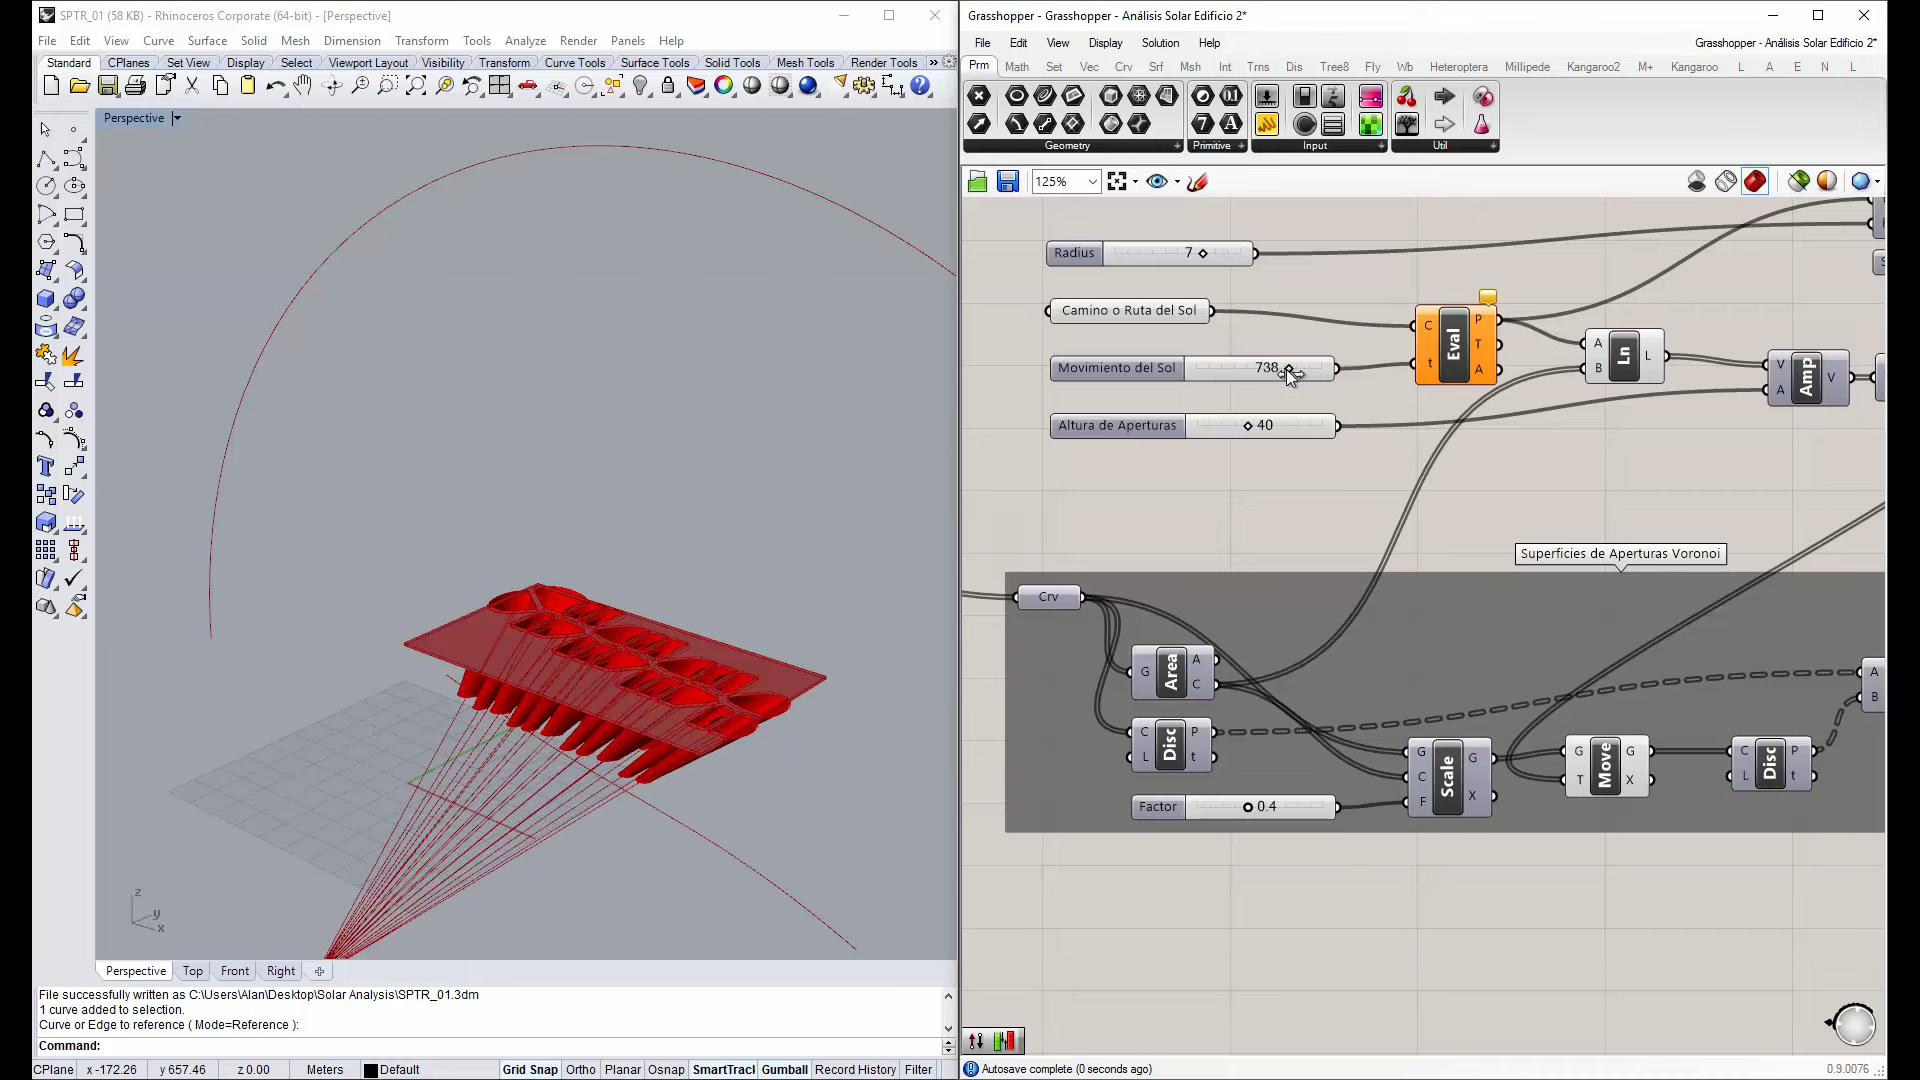 SPTR_01 (58 KB) - Rhinoceros Corporate (64-bit) - [Perspective]
File Edit View Curve Surface Solid Mesh Dimension Transform Tools Analyze Render Panels Help
Standard CPlanes Set View Display Select Viewport Layout Visibility Transform Curve Tools Surface Tools Solid Tools Mesh Tools Render Tools »
Perspective
z
y
x
Perspective Top Front Right
File successfully written as C:\Users\Alan\Desktop\Solar Analysis\SPTR_01.3dm
1 curve added to selection.
Curve or Edge to reference ( Mode=Reference ):
Command:
CPlane x -172.26 y 657.46 z 0.00 Meters Default Grid Snap Ortho Planar Osnap SmartTrack Gumball Record History Filter
Grasshopper - Grasshopper - Análisis Solar Edificio 2*
File Edit View Display Solution Help
Grasshopper - Análisis Solar Edificio 2*
Prm Math Set Vec Crv Srf Msh Int Trns Dis Tree8 Fly Wb Heteroptera Millipede Kangaroo2 M+ Kangaroo L A E N L
Geometry + Primitive + Input + Util +
125%
Radius 7
Camino o Ruta del Sol
Movimiento del Sol 738
Altura de Aperturas 40
C t Eval P T A
A B Ln L
V A Amp V
Superficies de Aperturas Voronoi
Crv
G Area A C
C L Disc P t
Factor 0.4
G C F Scale G X
G T Move G X
C L Disc P t
A
B
Autosave complete (0 seconds ago)
0.9.0076